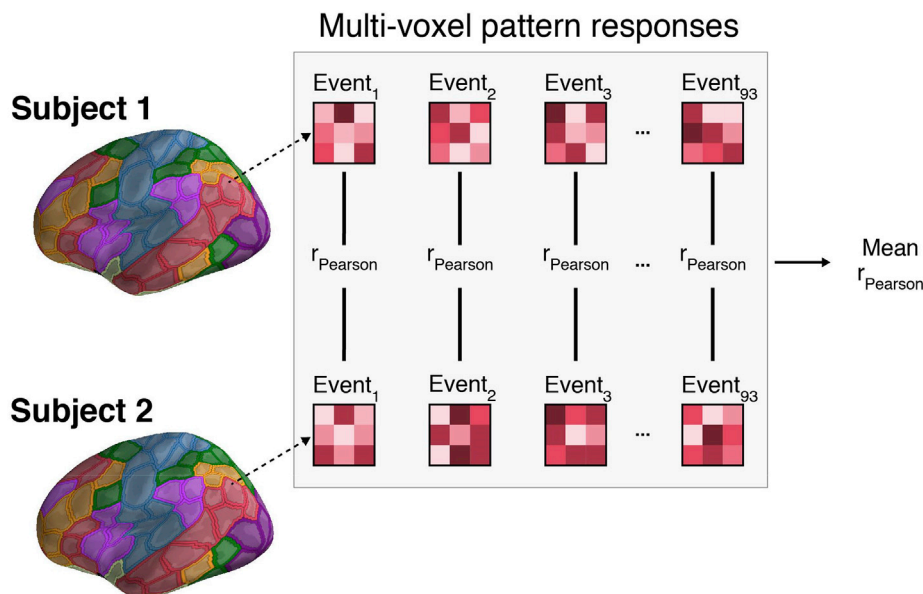 Multi-voxel pattern responses
Subject 1
Event1 Event2 Event3 Event93
...
rPearson rPearson rPearson ... rPearson
Mean
rPearson
Subject 2
Event1 Event2 Event3 Event93
...